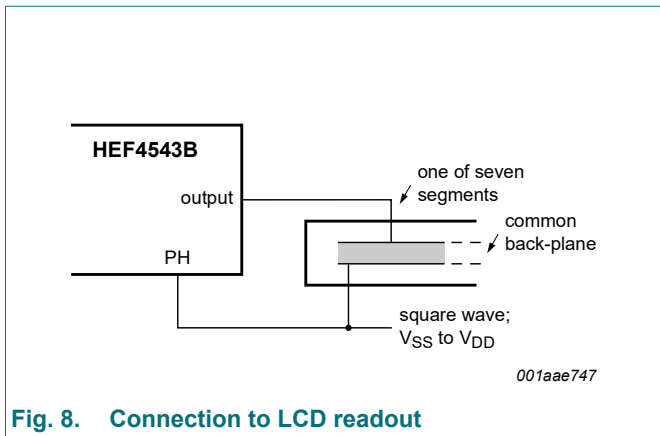 HEF4543B
one of seven
segments
output
common
back-plane
PH
square wave;
VSS to VDD
001aae747
Fig. 8. Connection to LCD readout